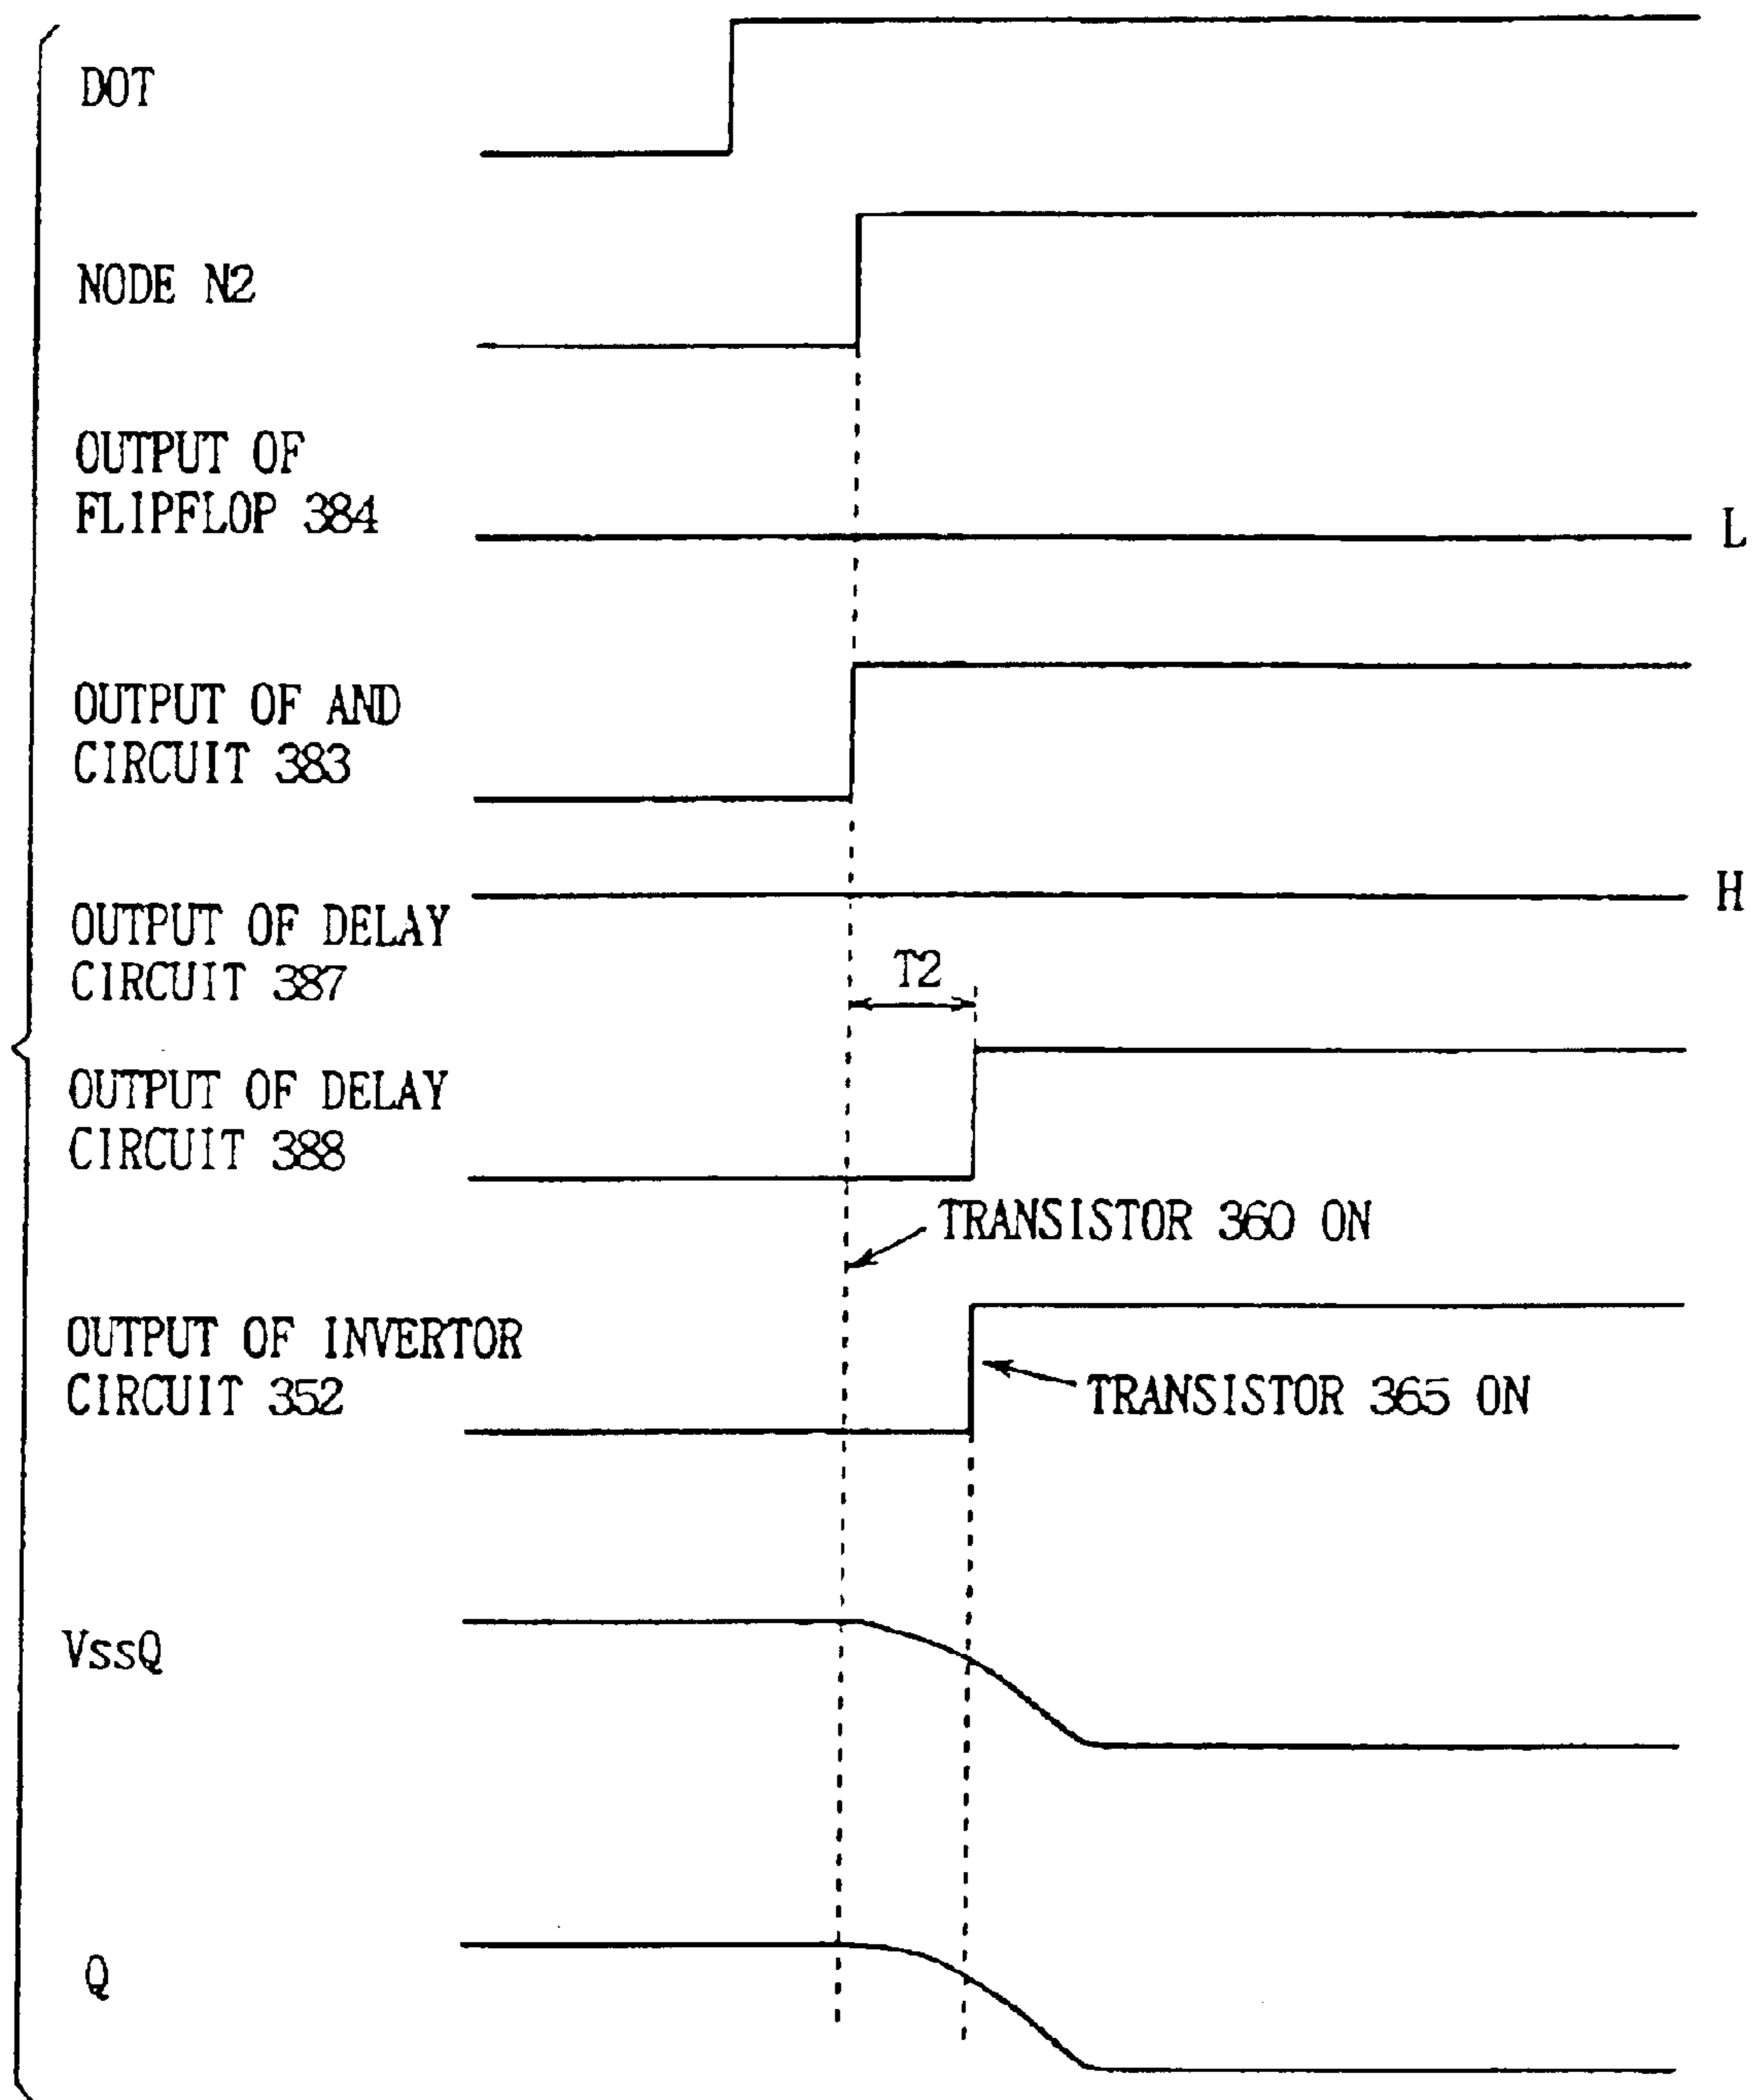 DOT
NODE N2
OUTPUT OF
FLIPFLOP 384
L
OUTPUT OF AND
CIRCUIT 383
H
OUTPUT OF DELAY
CIRCUIT 387
T2
OUTPUT OF DELAY
CIRCUIT 388
TRANSISTOR 360 ON
OUTPUT OF INVERTOR
CIRCUIT 352
TRANSISTOR 365 ON
VssQ
Q